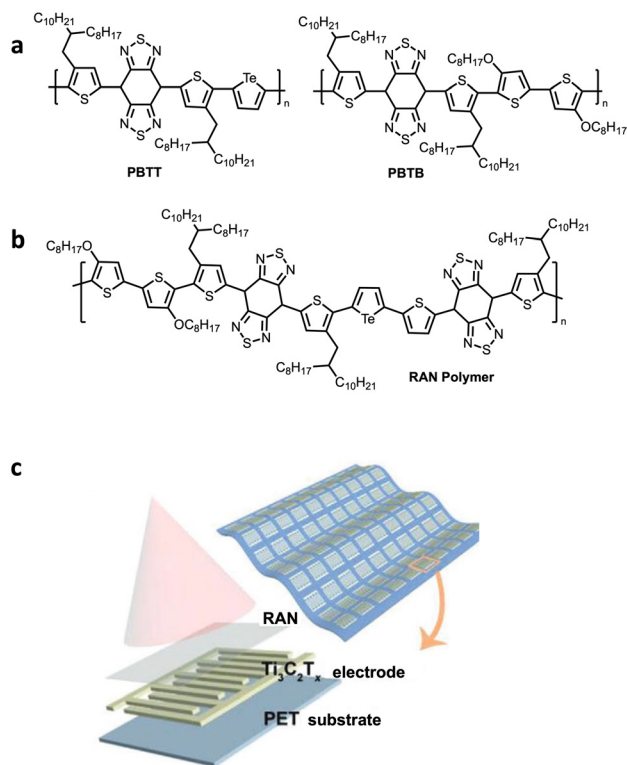 a
C₁₀H₂₁
C₈H₁₇
N S N
S
S
Te
n
N S N
C₈H₁₇
C₁₀H₂₁
PBTT
C₁₀H₂₁
C₈H₁₇
N S N
C₈H₁₇O
S
S
S
S
n
N S N
OC₈H₁₇
C₈H₁₇
C₁₀H₂₁
PBTB
b
C₁₀H₂₁
C₈H₁₇
C₈H₁₇O
S
S
S
OC₈H₁₇
N S N
N S N
S
Te
S
C₈H₁₇
C₁₀H₂₁
N S N
N S N
C₁₀H₂₁
C₈H₁₇
S
n
RAN Polymer
c
RAN
Ti₃C₂Tₓ electrode
PET substrate